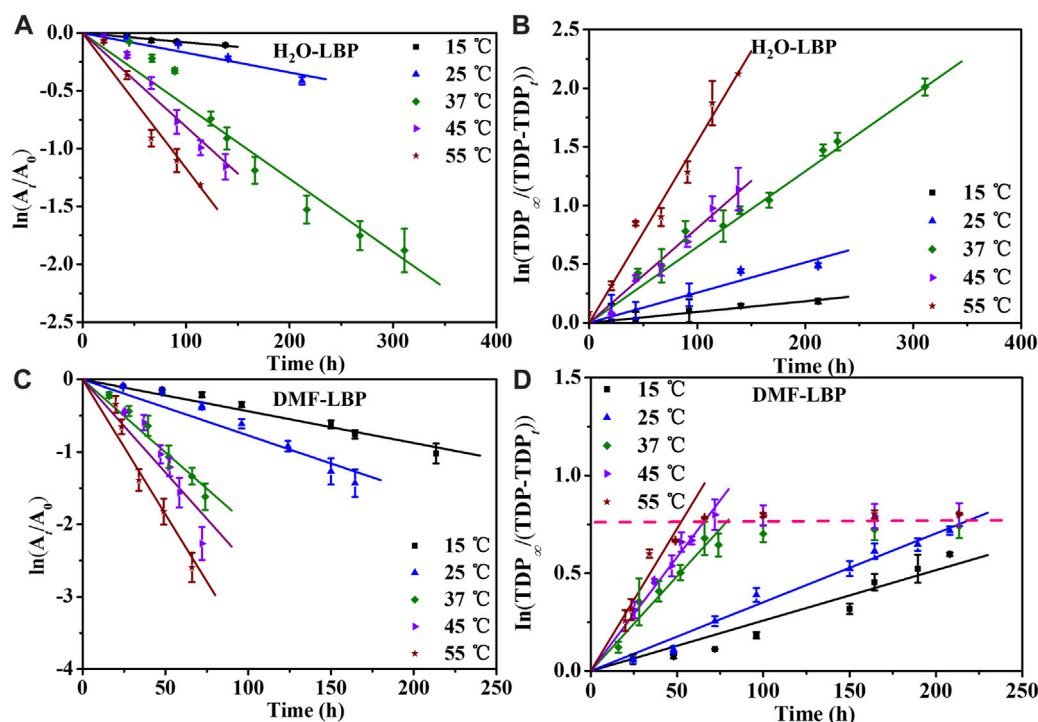 A
H₂O-LBP
15 ℃
25 ℃
37 ℃
45 ℃
55 ℃
ln(Aₜ/A₀)
0.0
-0.5
-1.0
-1.5
-2.0
-2.5
0 100 200 300 400
Time (h)
B
H₂O-LBP
15 ℃
25 ℃
37 ℃
45 ℃
55 ℃
ln(TDP∞/(TDP-TDPₜ))
2.5
2.0
1.5
1.0
0.5
0.0
0 100 200 300 400
Time (h)
C
DMF-LBP
15 ℃
25 ℃
37 ℃
45 ℃
55 ℃
ln(Aₜ/A₀)
0
-1
-2
-3
-4
0 50 100 150 200 250
Time (h)
D
DMF-LBP
15 ℃
25 ℃
37 ℃
45 ℃
55 ℃
ln(TDP∞/(TDP-TDPₜ))
1.5
1.0
0.5
0.0
0 50 100 150 200 250
Time (h)